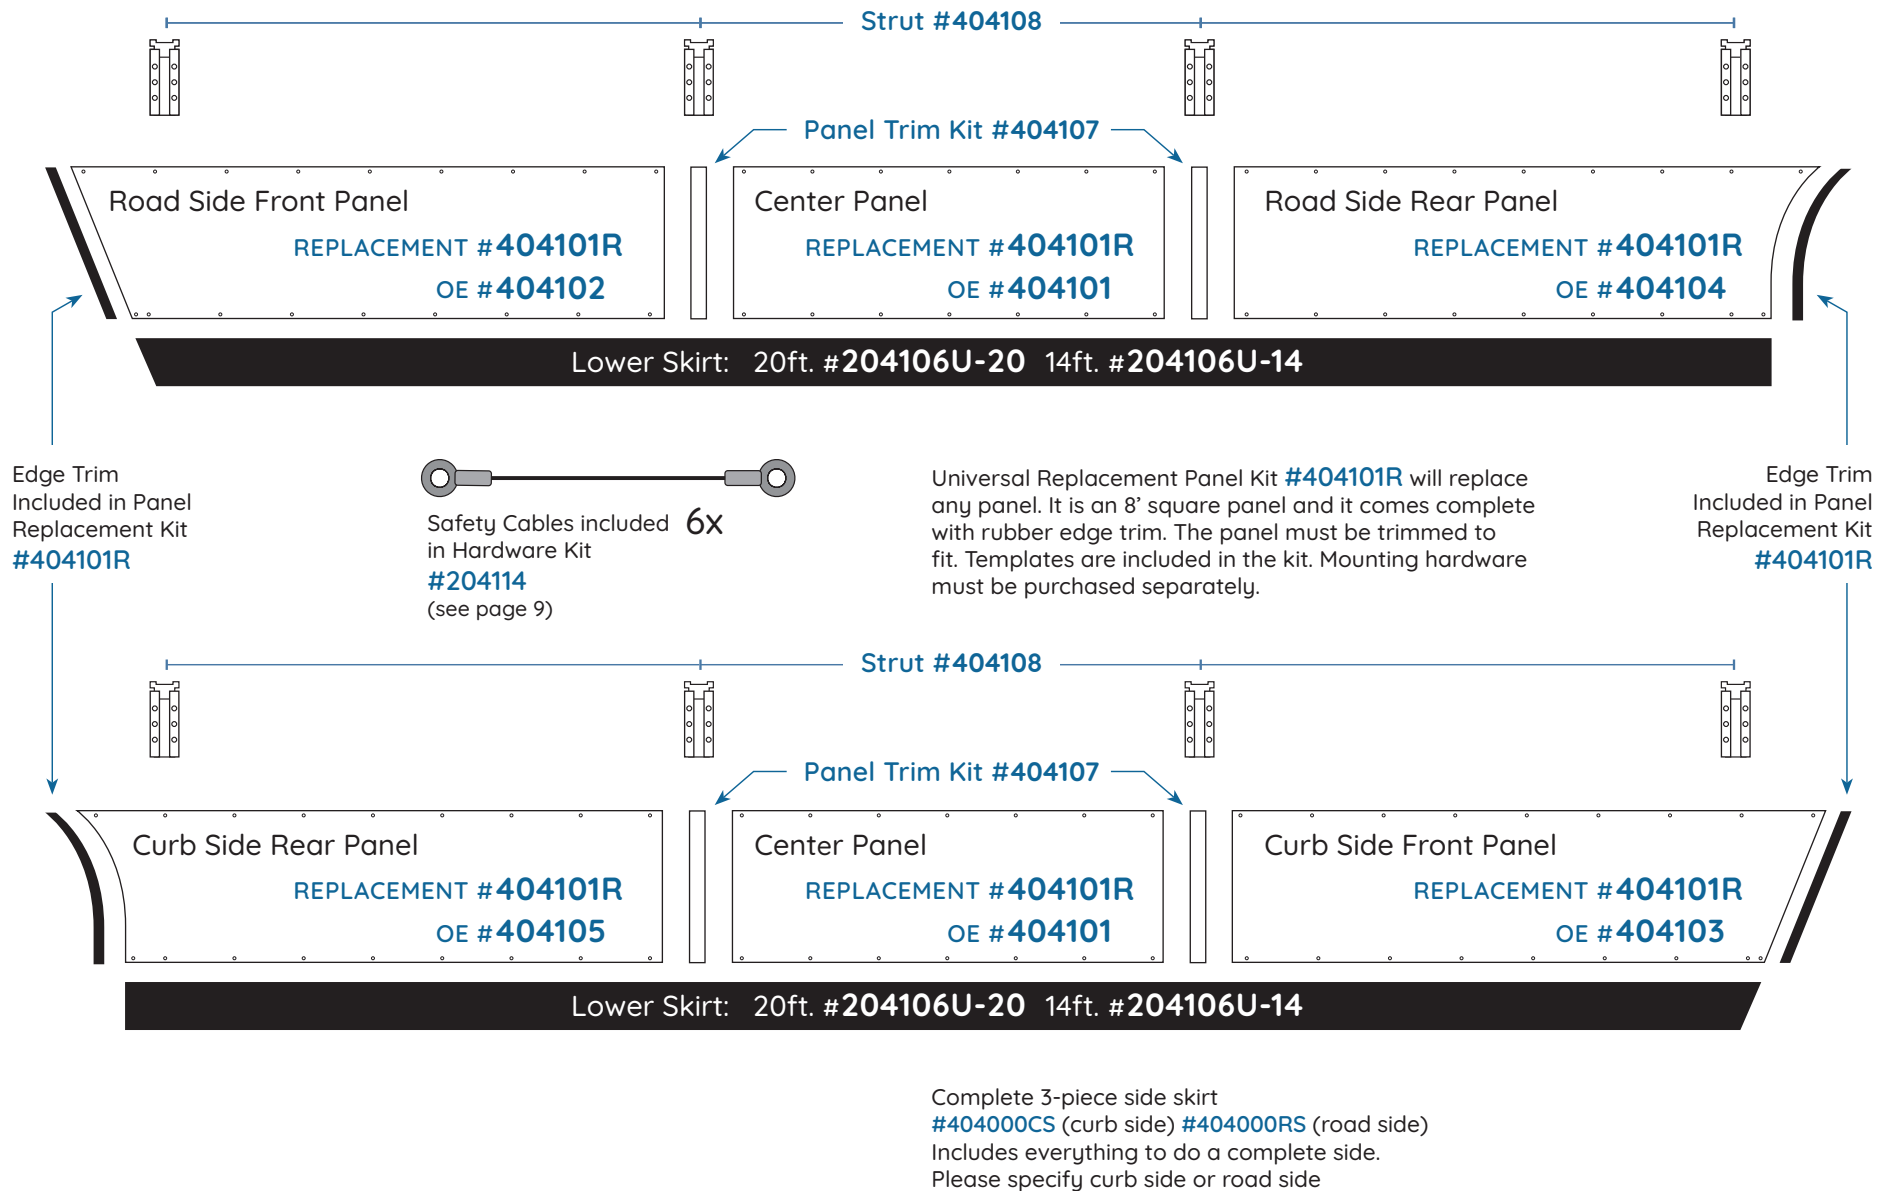 Strut #404108
Panel Trim Kit #404107
Road Side Front Panel
REPLACEMENT #404101R
OE #404102
Center Panel
REPLACEMENT #404101R
OE #404101
Road Side Rear Panel
REPLACEMENT #404101R
OE #404104
Lower Skirt: 20ft. #204106U-20 14ft. #204106U-14
Edge Trim
Included in Panel
Replacement Kit
#404101R
Safety Cables included 6x
in Hardware Kit
#204114
(see page 9)
Universal Replacement Panel Kit #404101R will replace
any panel. It is an 8’ square panel and it comes complete
with rubber edge trim. The panel must be trimmed to
fit. Templates are included in the kit. Mounting hardware
must be purchased separately.
Edge Trim
Included in Panel
Replacement Kit
#404101R
Strut #404108
Panel Trim Kit #404107
Curb Side Rear Panel
REPLACEMENT #404101R
OE #404105
Center Panel
REPLACEMENT #404101R
OE #404101
Curb Side Front Panel
REPLACEMENT #404101R
OE #404103
Lower Skirt: 20ft. #204106U-20 14ft. #204106U-14
Complete 3-piece side skirt
#404000CS (curb side) #404000RS (road side)
Includes everything to do a complete side.
Please specify curb side or road side